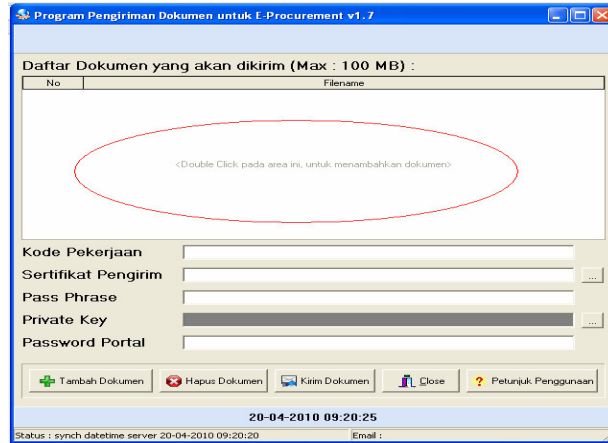 Program Pengiriman Dokumen untuk E-Procurement v1.7
Daftar Dokumen yang akan dikirim (Max : 100 MB) :
No Filename
<Double Click pada area ini, untuk menambahkan dokumen>
Kode Pekerjaan
Sertifikat Pengirim ...
Pass Phrase
Private Key ...
Password Portal
Tambah Dokumen Hapus Dokumen Kirim Dokumen Close ? Petunjuk Penggunaan
20-04-2010 09:20:25
Status : synch datetime server 20-04-2010 09:20:20 Email :